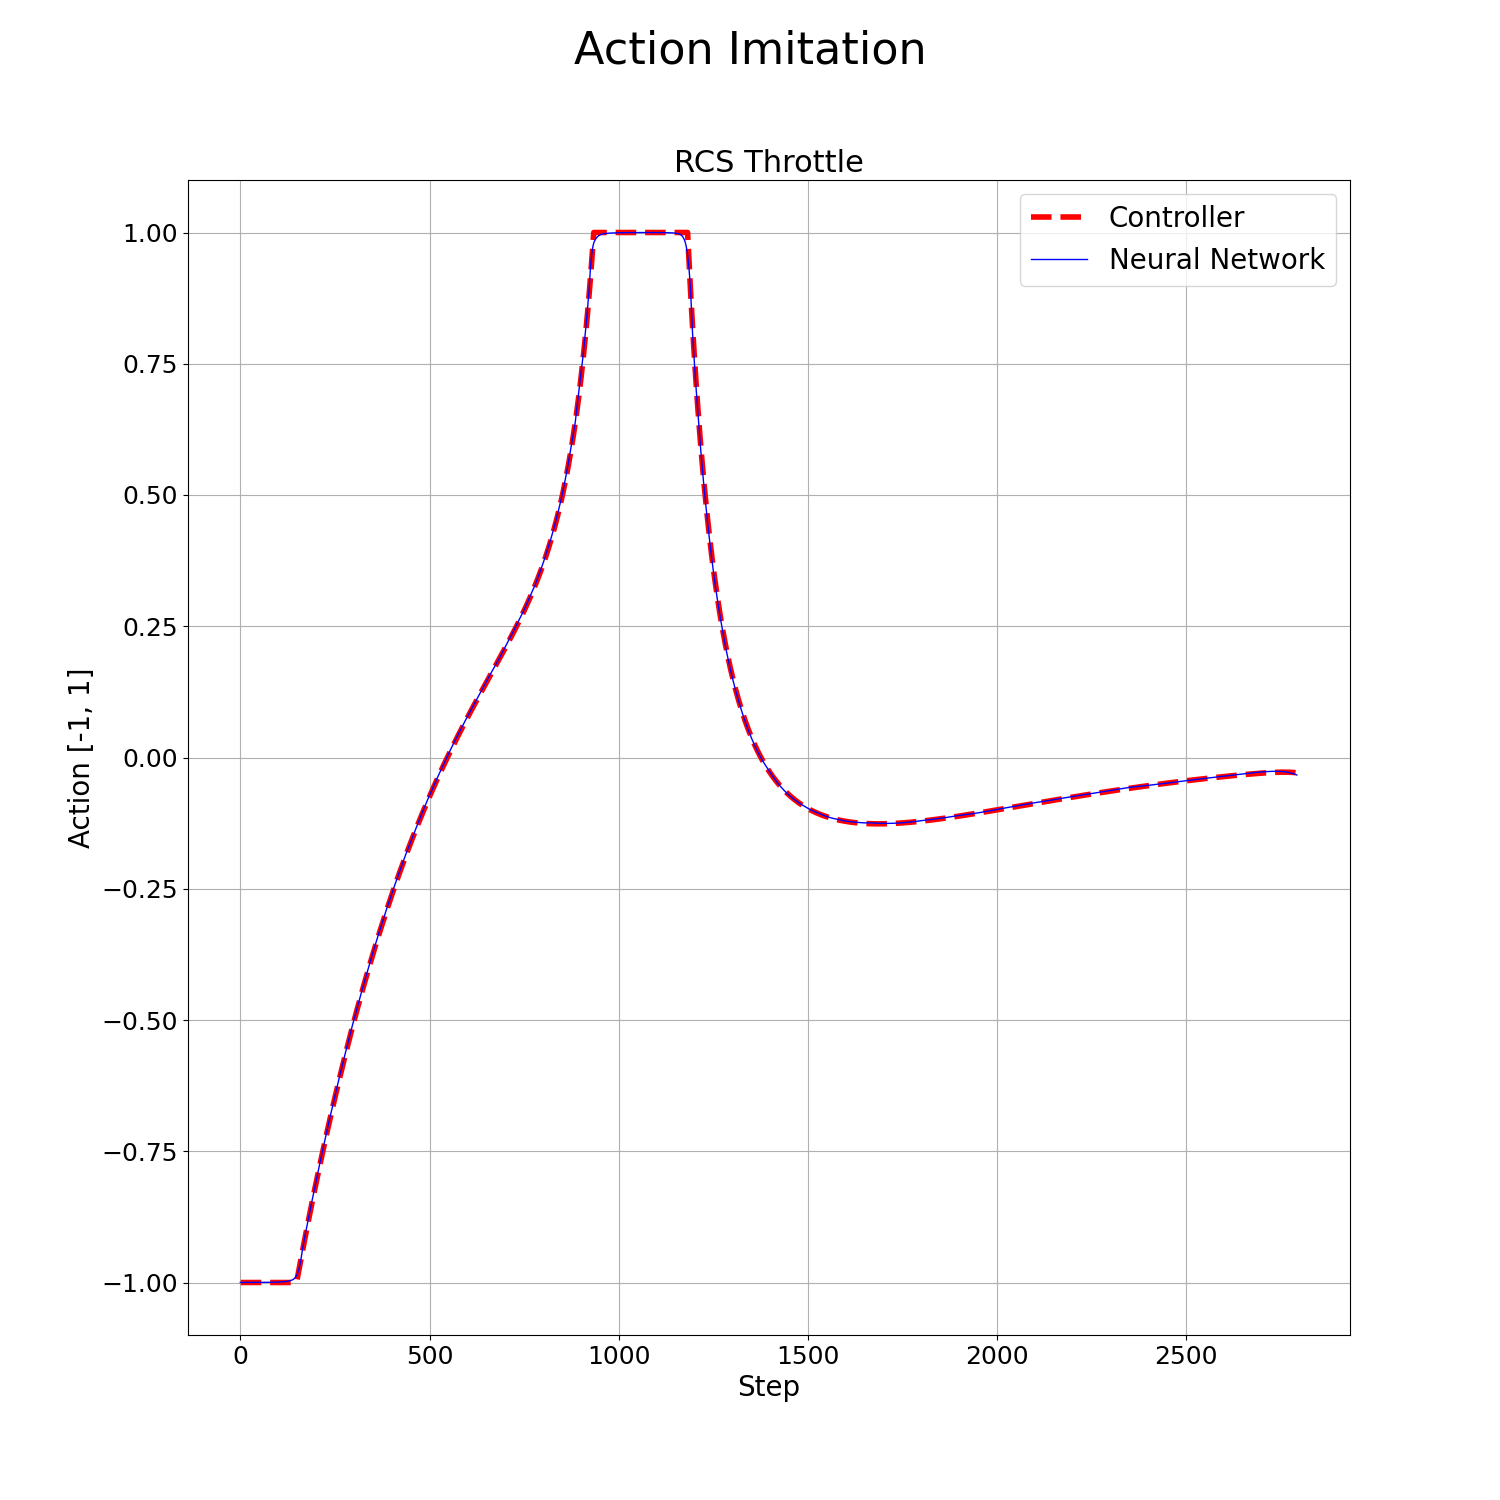 Action Imitation
RCS Throttle
Controller
Neural Network
1.00
0.75
0.50
0.25
0.00
−0.25
−0.50
−0.75
−1.00
Action [-1, 1]
0 500 1000 1500 2000 2500
Step